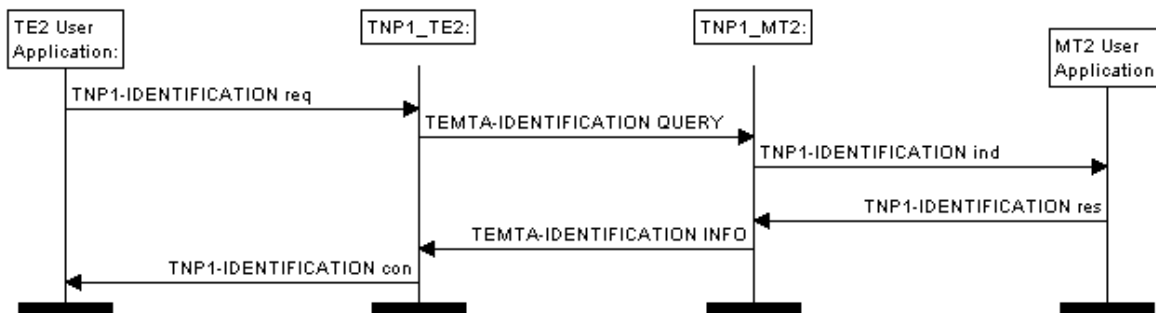 TE2 User
Application:
TNP1_TE2:
TNP1_MT2:
MT2 User
Application
TNP1-IDENTIFICATION req
TEMTA-IDENTIFICATION QUERY
TNP1-IDENTIFICATION ind
TNP1-IDENTIFICATION res
TEMTA-IDENTIFICATION INFO
TNP1-IDENTIFICATION con